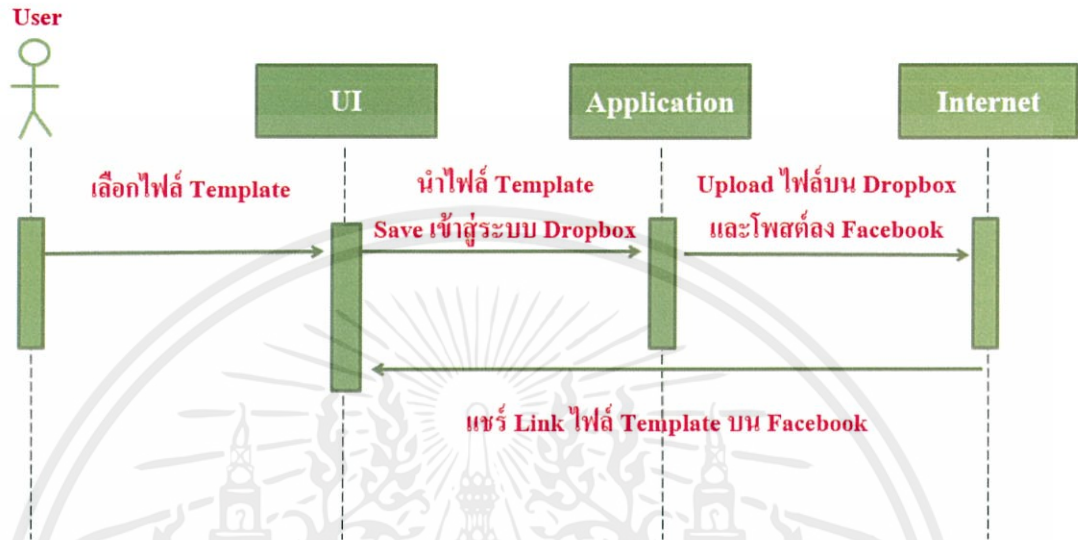 User
UI
Application
Internet
เลือกไฟล์ Template
นำไฟล์ Template
Save เข้าสู่ระบบ Dropbox
Upload ไฟล์บน Dropbox
และโพสต์ลง Facebook
แชร์ Link ไฟล์ Template บน Facebook